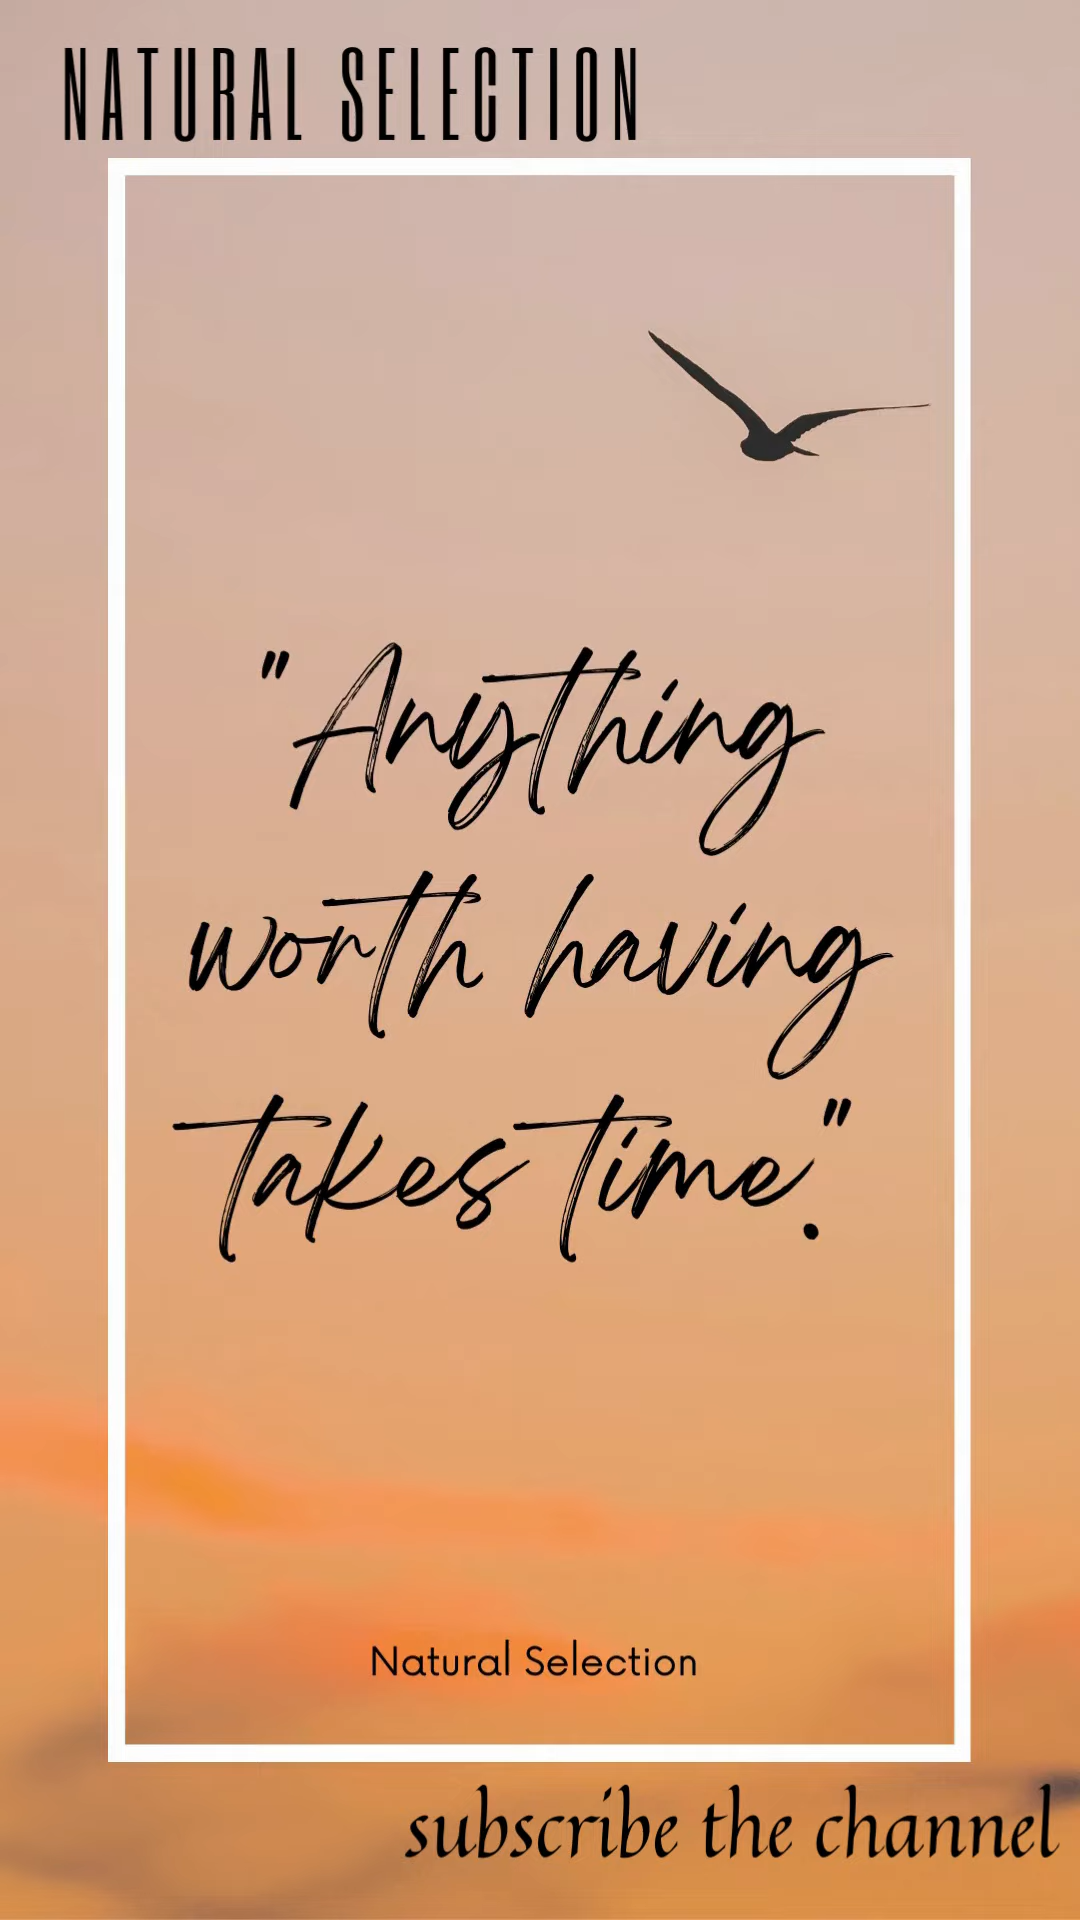 NATURAL SELECTION
"Anything
worth having
takes time."
Natural Selection
subscribe the channel